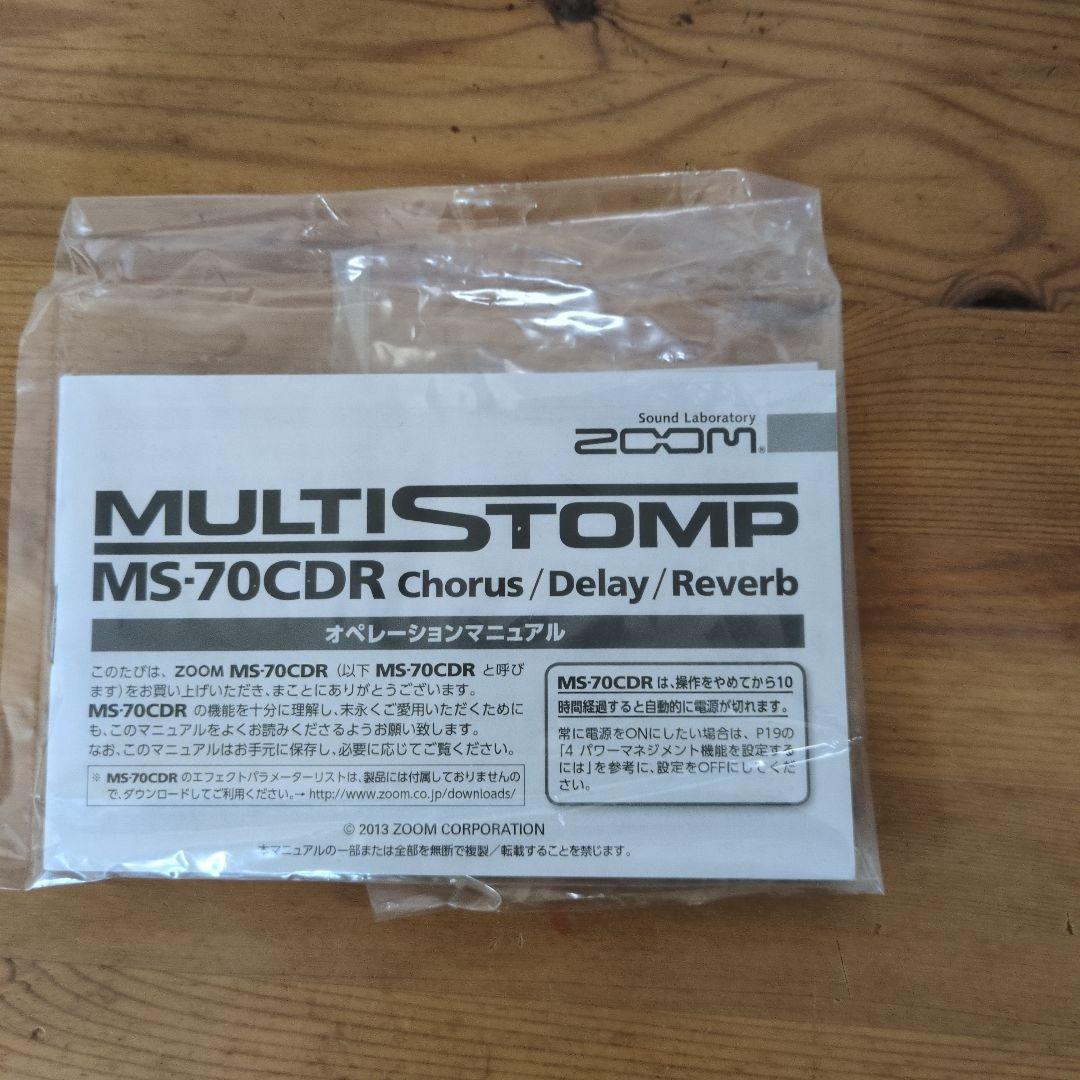 Sound Laboratory
ZOOM®
MULTI STOMP
MS-70CDR Chorus / Delay / Reverb
オペレーションマニュアル
このたびは、ZOOM MS-70CDR（以下 MS-70CDR と呼び
ます）をお買い上げいただき、まことにありがとうございます。
MS-70CDR の機能を十分に理解し、末永くご愛用いただくためにも
も、このマニュアルをよくお読みくださるようお願い致します。
なお、このマニュアルはお手元に保存し、必要に応じてご覧ください。
※ MS-70CDR のエフェクトパラメーターリストは、製品には付属しておりませんの
で、ダウンロードしてご利用ください。→ http://www.zoom.co.jp/downloads/
MS-70CDR は、操作をやめてから10
時間経過すると自動的に電源が切れます。
常に電源をONにしたい場合は、P19の
「4 パワーマネジメント機能を設定する
には」を参考に、設定をOFFにしてくだ
さい。
© 2013 ZOOM CORPORATION
本マニュアルの一部または全部を無断で複製／転載することを禁じます。